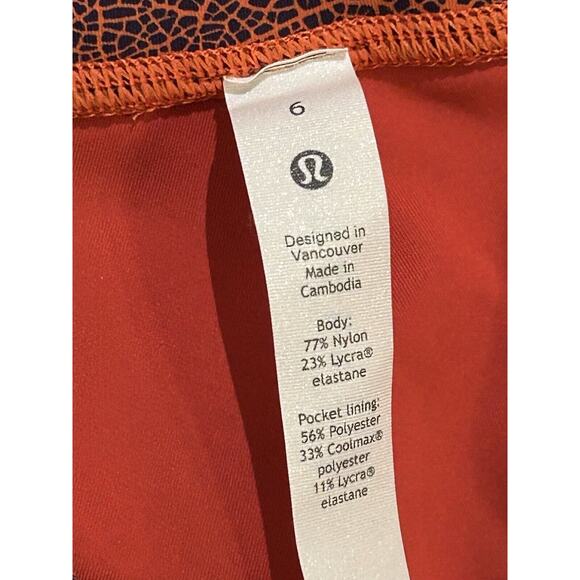 6
Designed in
Vancouver
Made in
Cambodia
Body:
77% Nylon
23% Lycra®
elastane
Pocket lining:
56% Polyester
33% Coolmax®
polyester
11% Lycra®
elastane